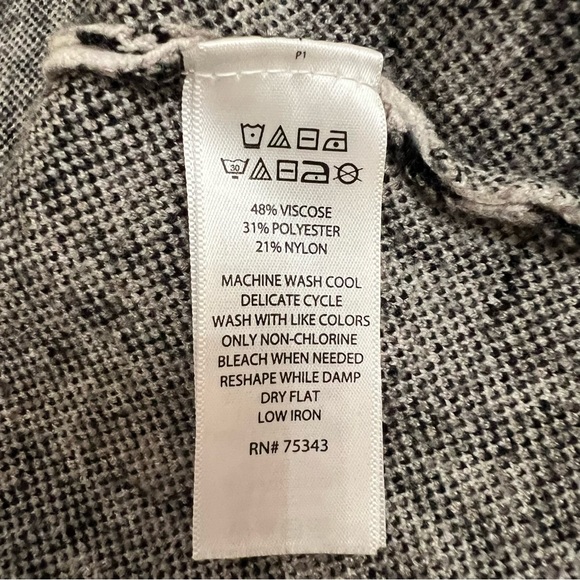 P1
30
48% VISCOSE
31% POLYESTER
21% NYLON
MACHINE WASH COOL
DELICATE CYCLE
WASH WITH LIKE COLORS
ONLY NON-CHLORINE
BLEACH WHEN NEEDED
RESHAPE WHILE DAMP
DRY FLAT
LOW IRON
RN# 75343